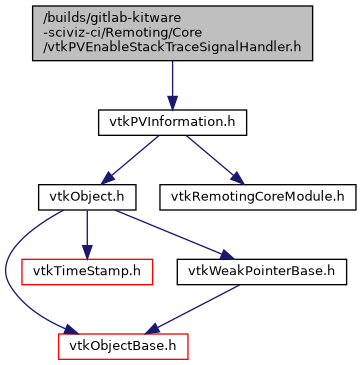 /builds/gitlab-kitware
-sciviz-ci/Remoting/Core
/vtkPVEnableStackTraceSignalHandler.h
vtkPVInformation.h
vtkObject.h
vtkRemotingCoreModule.h
vtkTimeStamp.h
vtkWeakPointerBase.h
vtkObjectBase.h